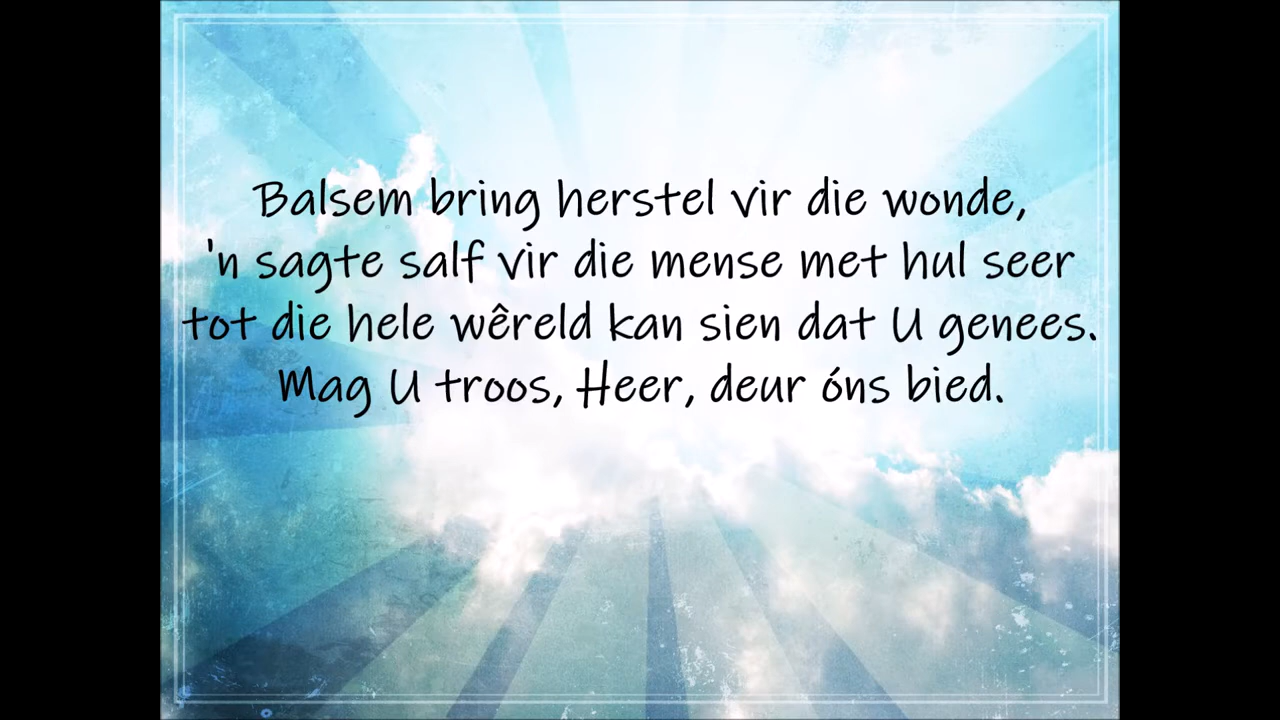 Balsem bring herstel vir die wonde,
'n sagte salf vir die mense met hul seer
tot die hele wêreld kan sien dat U genees.
Mag U troos, Heer, deur óns bied.